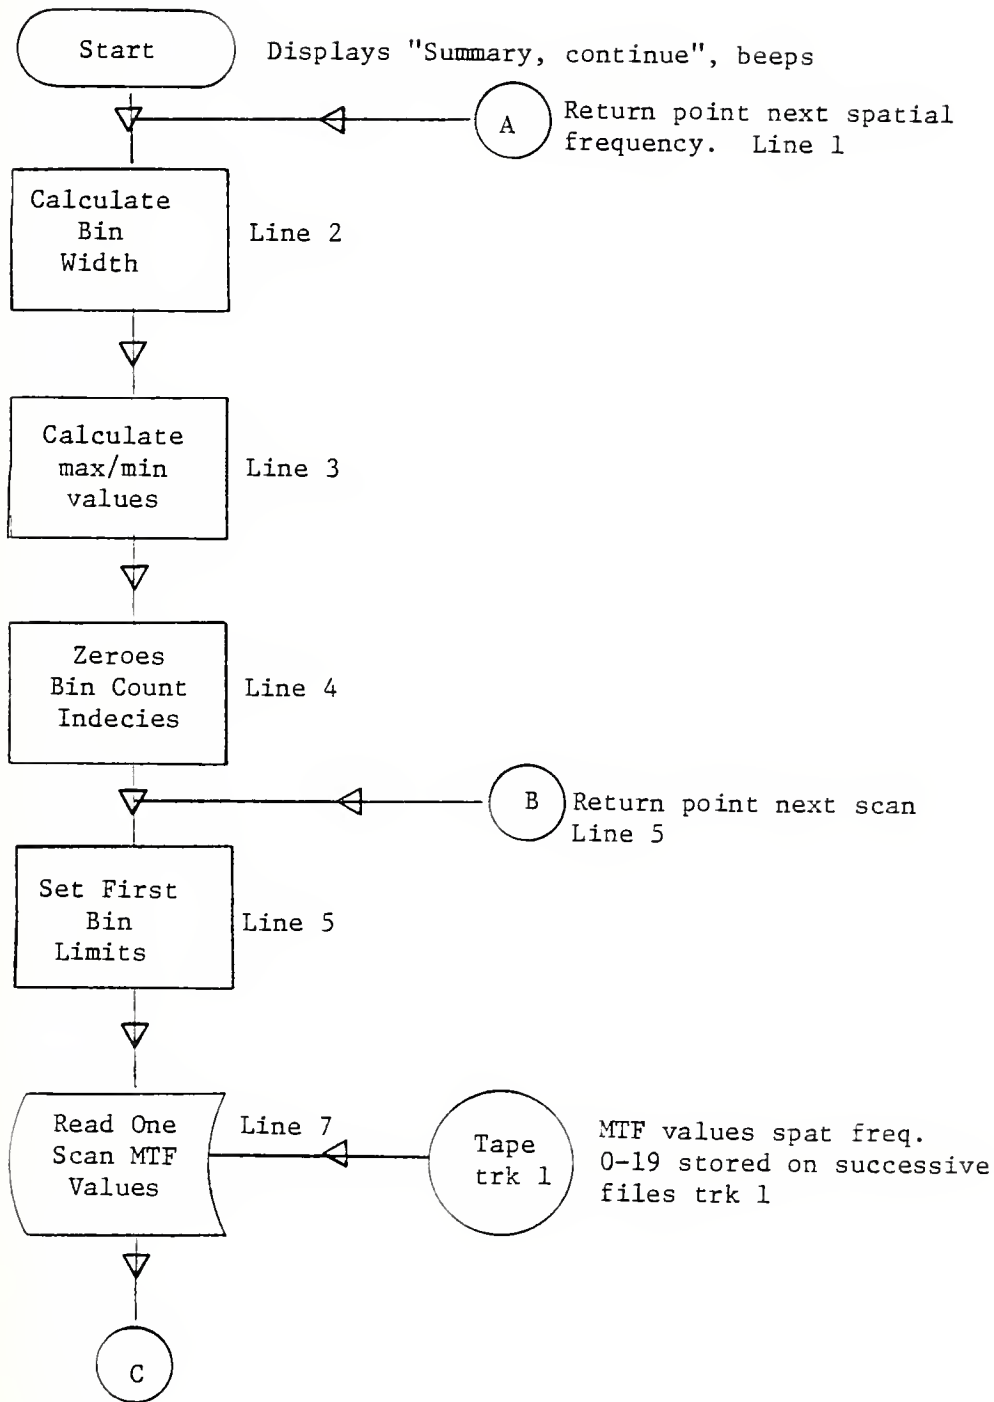 Start
Displays "Summary, continue", beeps
A
Return point next spatial
frequency. Line 1
Calculate
Bin
Width
Line 2
Calculate
max/min
values
Line 3
Zeroes
Bin Count
Indecies
Line 4
B
Return point next scan
Line 5
Set First
Bin
Limits
Line 5
Read One
Scan MTF
Values
Line 7
Tape
trk 1
MTF values spat freq.
0-19 stored on successive
files trk 1
C